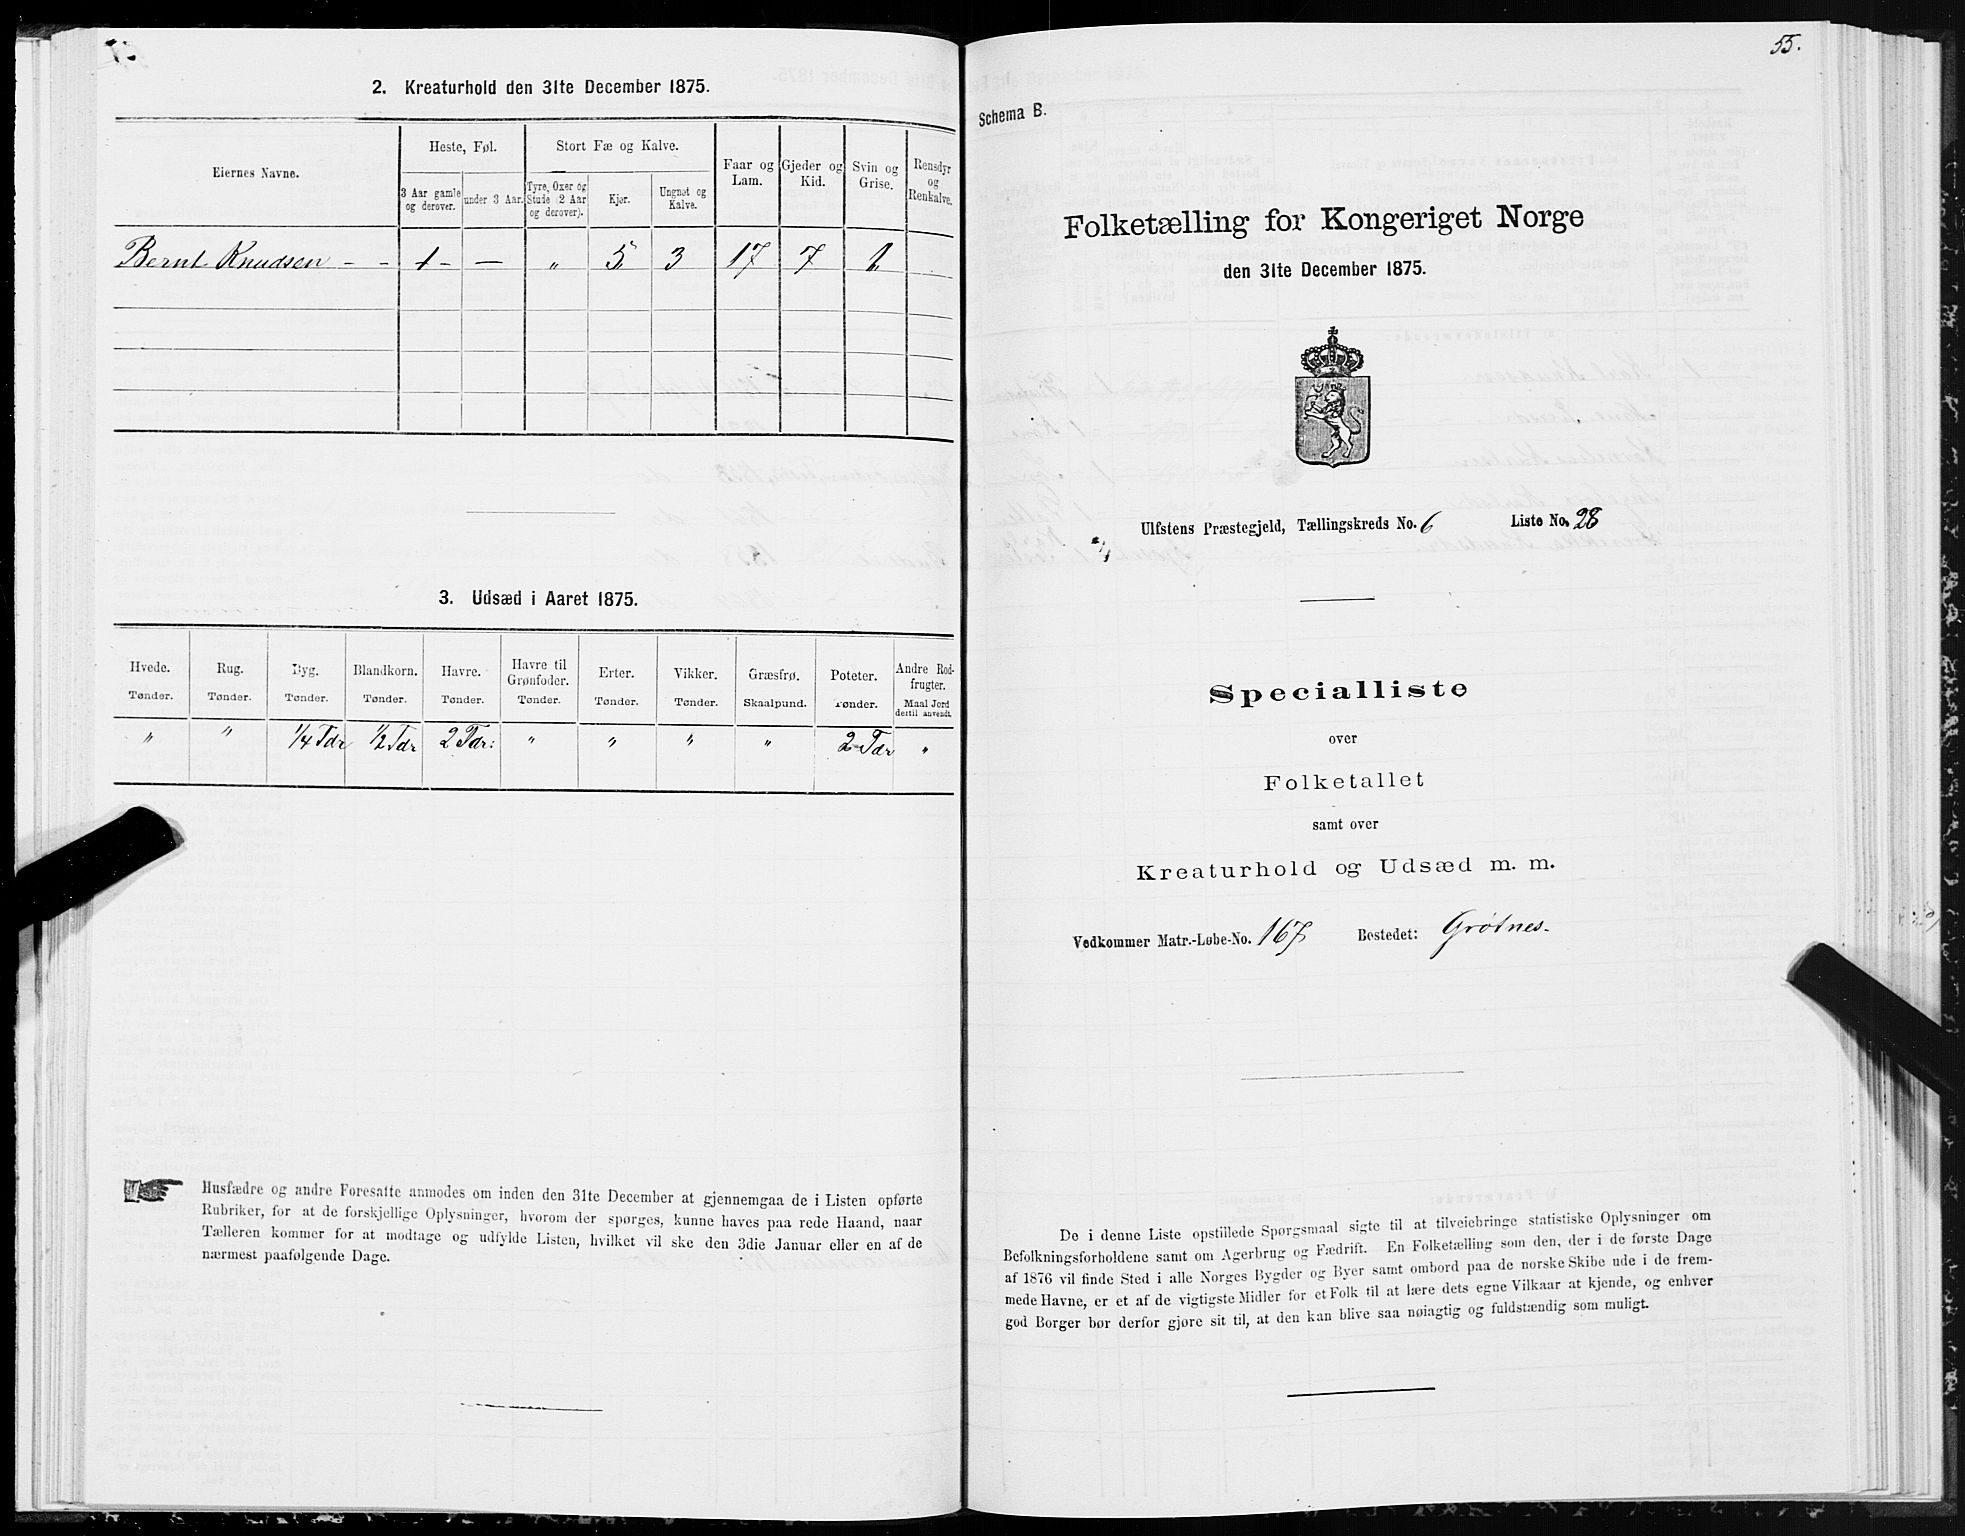 2. Kreaturhold den 31te December 1875.
Eiernes Navne.
Heste, Føl.
Stort Fæ og Kalve.
Faar og Lam.
Gjeder og Kid.
Svin og Grise.
Rensdyr og Renkalve.
3 Aar gamle og derover.
under 3 Aar.
Tyre, Oxer og Stude (2 Aar og derover).
Kjør.
Ungnøt og Kalve.
Bernt Knudsen - - 1 - — " 5 3 17 7 1
3. Udsæd i Aaret 1875.
Hvede. Rug. Byg. Blandkorn. Havre. Havre til Grønfoder. Erter. Vikker. Græsfrø. Poteter. Andre Rodfrugter.
Tønder. Tønder. Tønder. Tønder. Tønder. Tønder. Tønder. Tønder. Skaalpund. Tønder. Maal Jord dertil anvendt.
" " 1/4 Tdr 1/2 Tdr 2 Tdr: " " " " 2 Tdr "
Husfædre og andre Foresatte anmodes om inden den 31te December at gjennemgaa de i Listen opførte
Rubriker, for at de forskjellige Oplysninger, hvorom der spørges, kunne haves paa rede Haand, naar
Tælleren kommer for at modtage og udfylde Listen, hvilket vil ske den 3die Januar eller en af de
nærmest paafølgende Dage.
55.
Schema B.
Folketælling for Kongeriget Norge
den 31te December 1875.
Ulfstens Præstegjeld, Tællingskreds No. 6 Liste No. 28
Specialliste
over
Folketallet
samt over
Kreaturhold og Udsæd m. m.
Vedkommer Matr.-Løbe-No. 167 Bostedet: Grøtnes.
De i denne Liste opstillede Spørgsmaal sigte til at tilveiebringe statistiske Oplysninger om
Befolkningsforholdene samt om Agerbrug og Fædrift. En Folketælling som den, der i de første Dage
af 1876 vil finde Sted i alle Norges Bygder og Byer samt ombord paa de norske Skibe ude i de frem-
mede Havne, er et af de vigtigste Midler for et Folk til at lære dets egne Vilkaar at kjende, og enhver
god Borger bør derfor gjøre sit til, at den kan blive saa nøiagtig og fuldstændig som muligt.